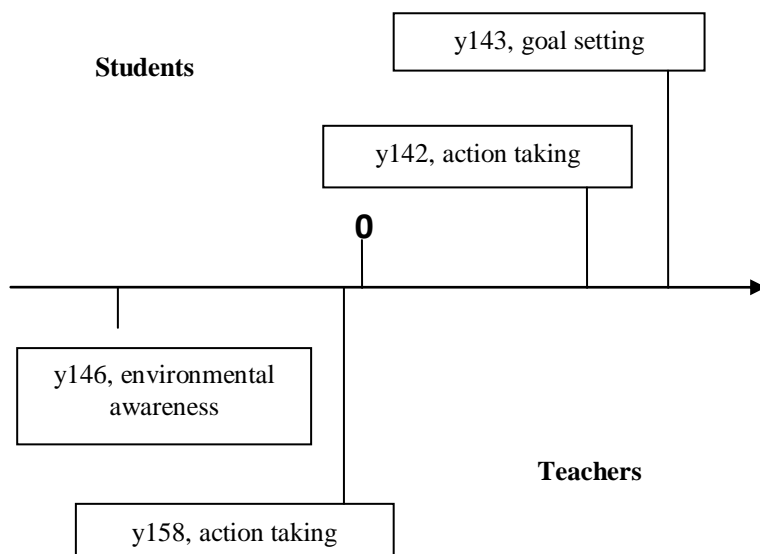 y143, goal setting
Students
y142, action taking
0
y146, environmental
awareness
Teachers
y158, action taking